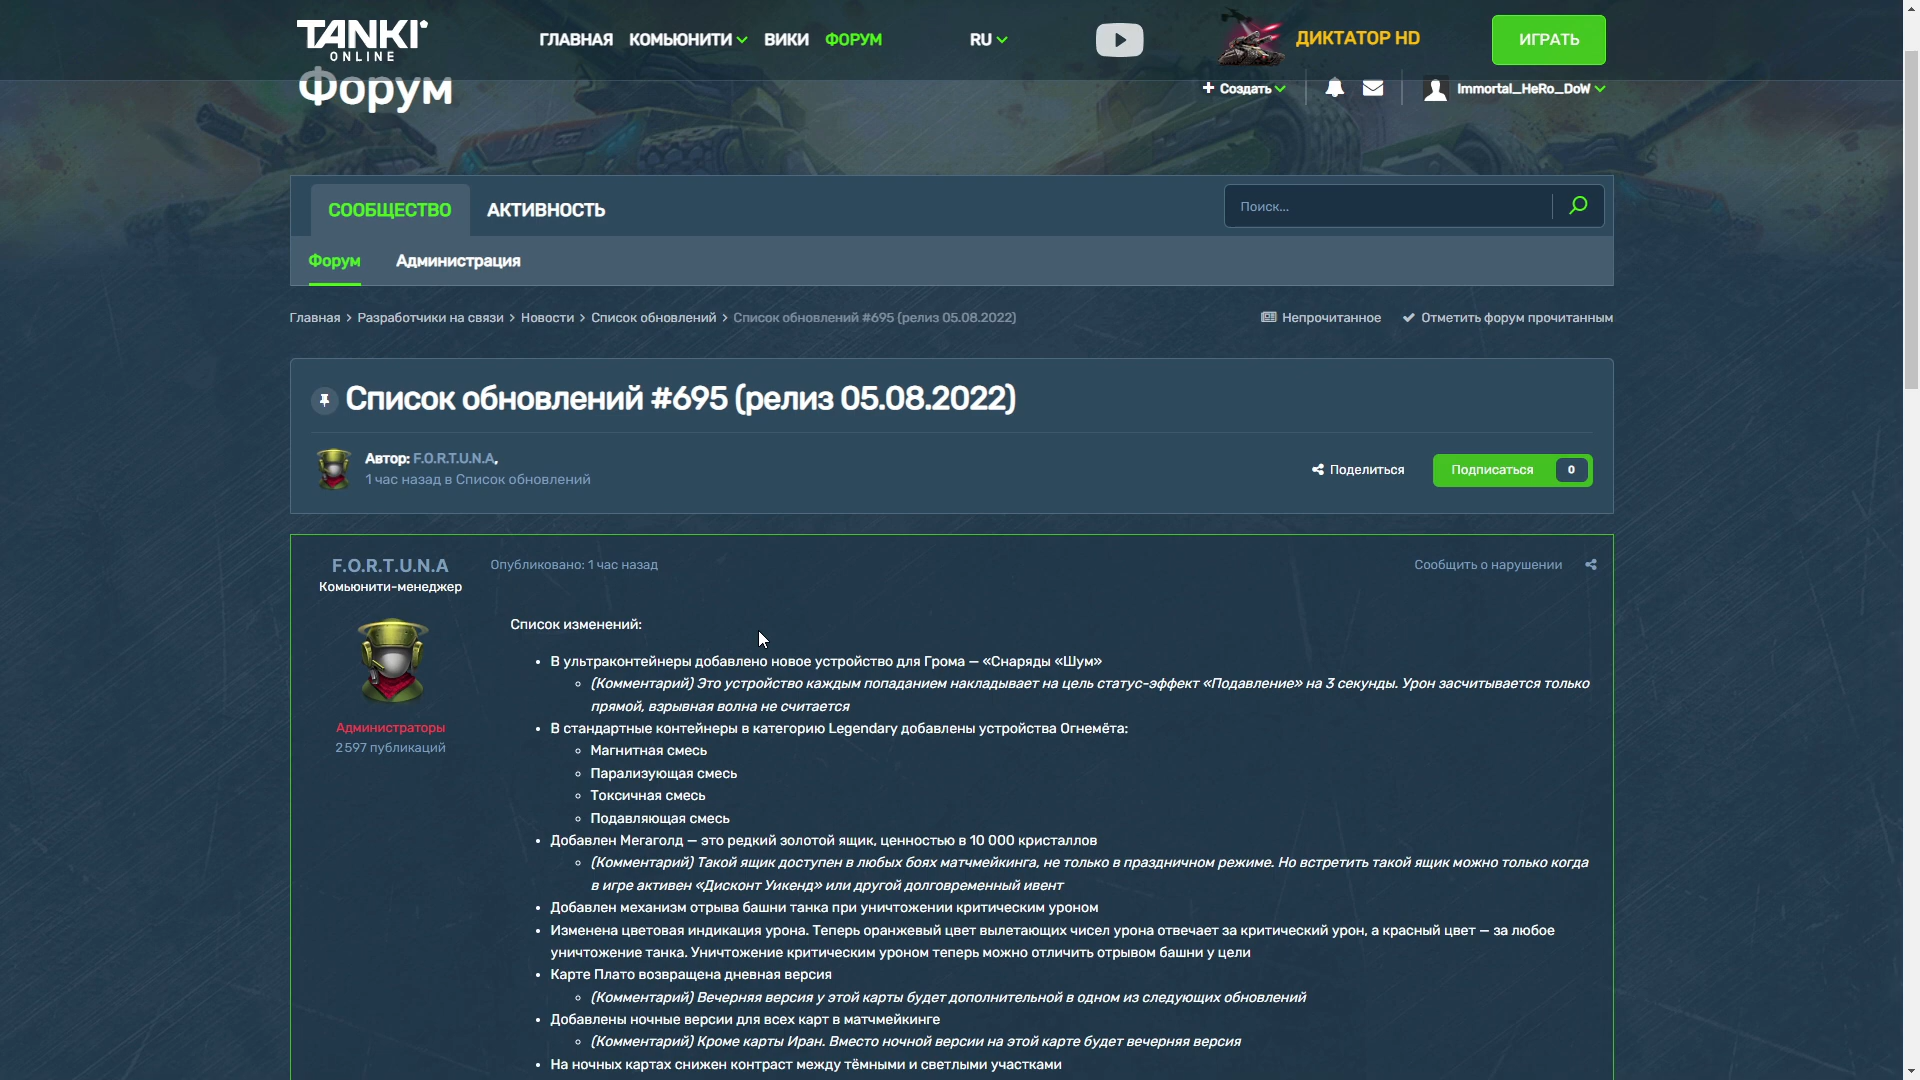 TANKI ONLINE
ГЛАВНАЯ КОМЬЮНИТИ ВИКИ ФОРУМ RU ДИКТАТОР HD ИГРАТЬ
Форум
+ Создать Immortal_HeRo_DoW
СООБЩЕСТВО АКТИВНОСТЬ Поиск...
Форум Администрация
Главная > Разработчики на связи > Новости > Список обновлений > Список обновлений #695 (релиз 05.08.2022) Непрочитанное Отметить форум прочитанным
Список обновлений #695 (релиз 05.08.2022)
Автор: F.O.R.T.U.N.A,
1 час назад в Список обновлений
Поделиться Подписаться 0
F.O.R.T.U.N.A Опубликовано: 1 час назад Сообщить о нарушении
Комьюнити-менеджер
Администраторы
2 597 публикаций
Список изменений:
• В ультраконтейнеры добавлено новое устройство для Грома — «Снаряды «Шум»
◦ (Комментарий) Это устройство каждым попаданием накладывает на цель статус-эффект «Подавление» на 3 секунды. Урон засчитывается только
прямой, взрывная волна не считается
• В стандартные контейнеры в категорию Legendary добавлены устройства Огнемёта:
◦ Магнитная смесь
◦ Парализующая смесь
◦ Токсичная смесь
◦ Подавляющая смесь
• Добавлен Мегаголд — это редкий золотой ящик, ценностью в 10 000 кристаллов
◦ (Комментарий) Такой ящик доступен в любых боях матчмейкинга, не только в праздничном режиме. Но встретить такой ящик можно только когда
в игре активен «Дисконт Уикенд» или другой долговременный ивент
• Добавлен механизм отрыва башни танка при уничтожении критическим уроном
• Изменена цветовая индикация урона. Теперь оранжевый цвет вылетающих чисел урона отвечает за критический урон, а красный цвет — за любое
уничтожение танка. Уничтожение критическим уроном теперь можно отличить отрывом башни у цели
• Карте Плато возвращена дневная версия
◦ (Комментарий) Вечерняя версия у этой карты будет дополнительной в одном из следующих обновлений
• Добавлены ночные версии для всех карт в матчмейкинге
◦ (Комментарий) Кроме карты Иран. Вместо ночной версии на этой карте будет вечерняя версия
• На ночных картах снижен контраст между тёмными и светлыми участками